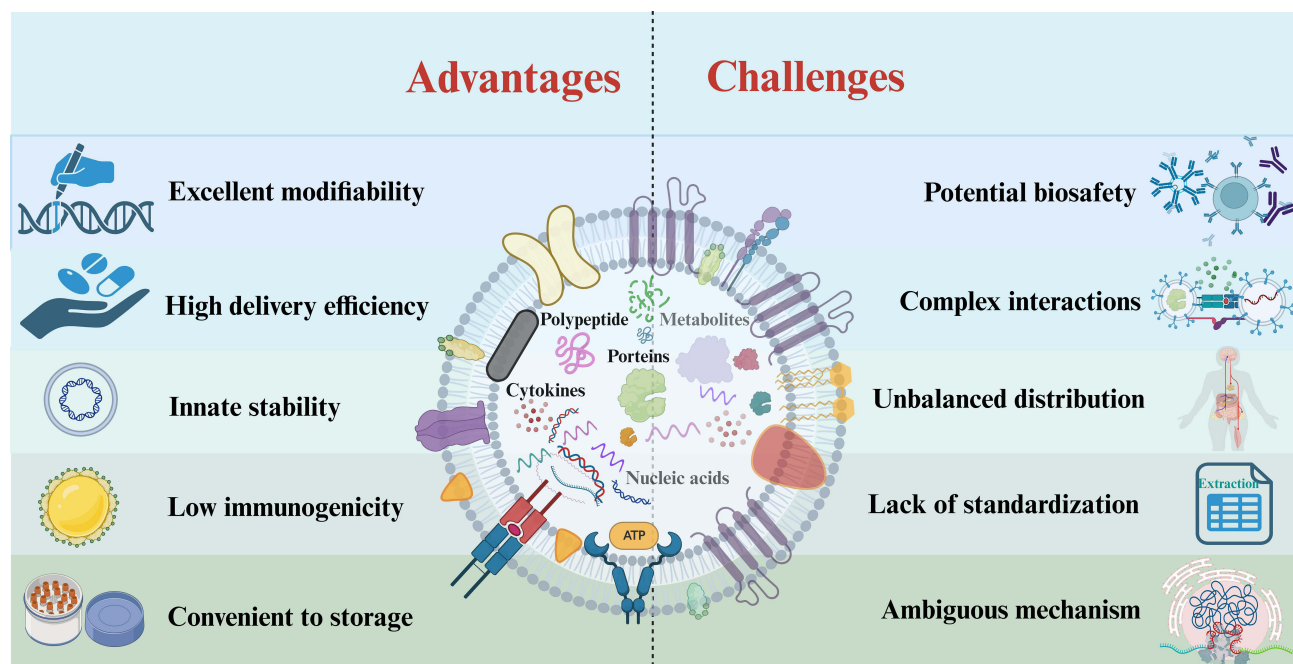 Advantages
Challenges
Excellent modifiability
Potential biosafety
High delivery efficiency
Complex interactions
Polypeptide
Metabolites
Porteins
Cytokines
Innate stability
Unbalanced distribution
Nucleic acids
Low immunogenicity
Lack of standardization
Extraction
ATP
Convenient to storage
Ambiguous mechanism